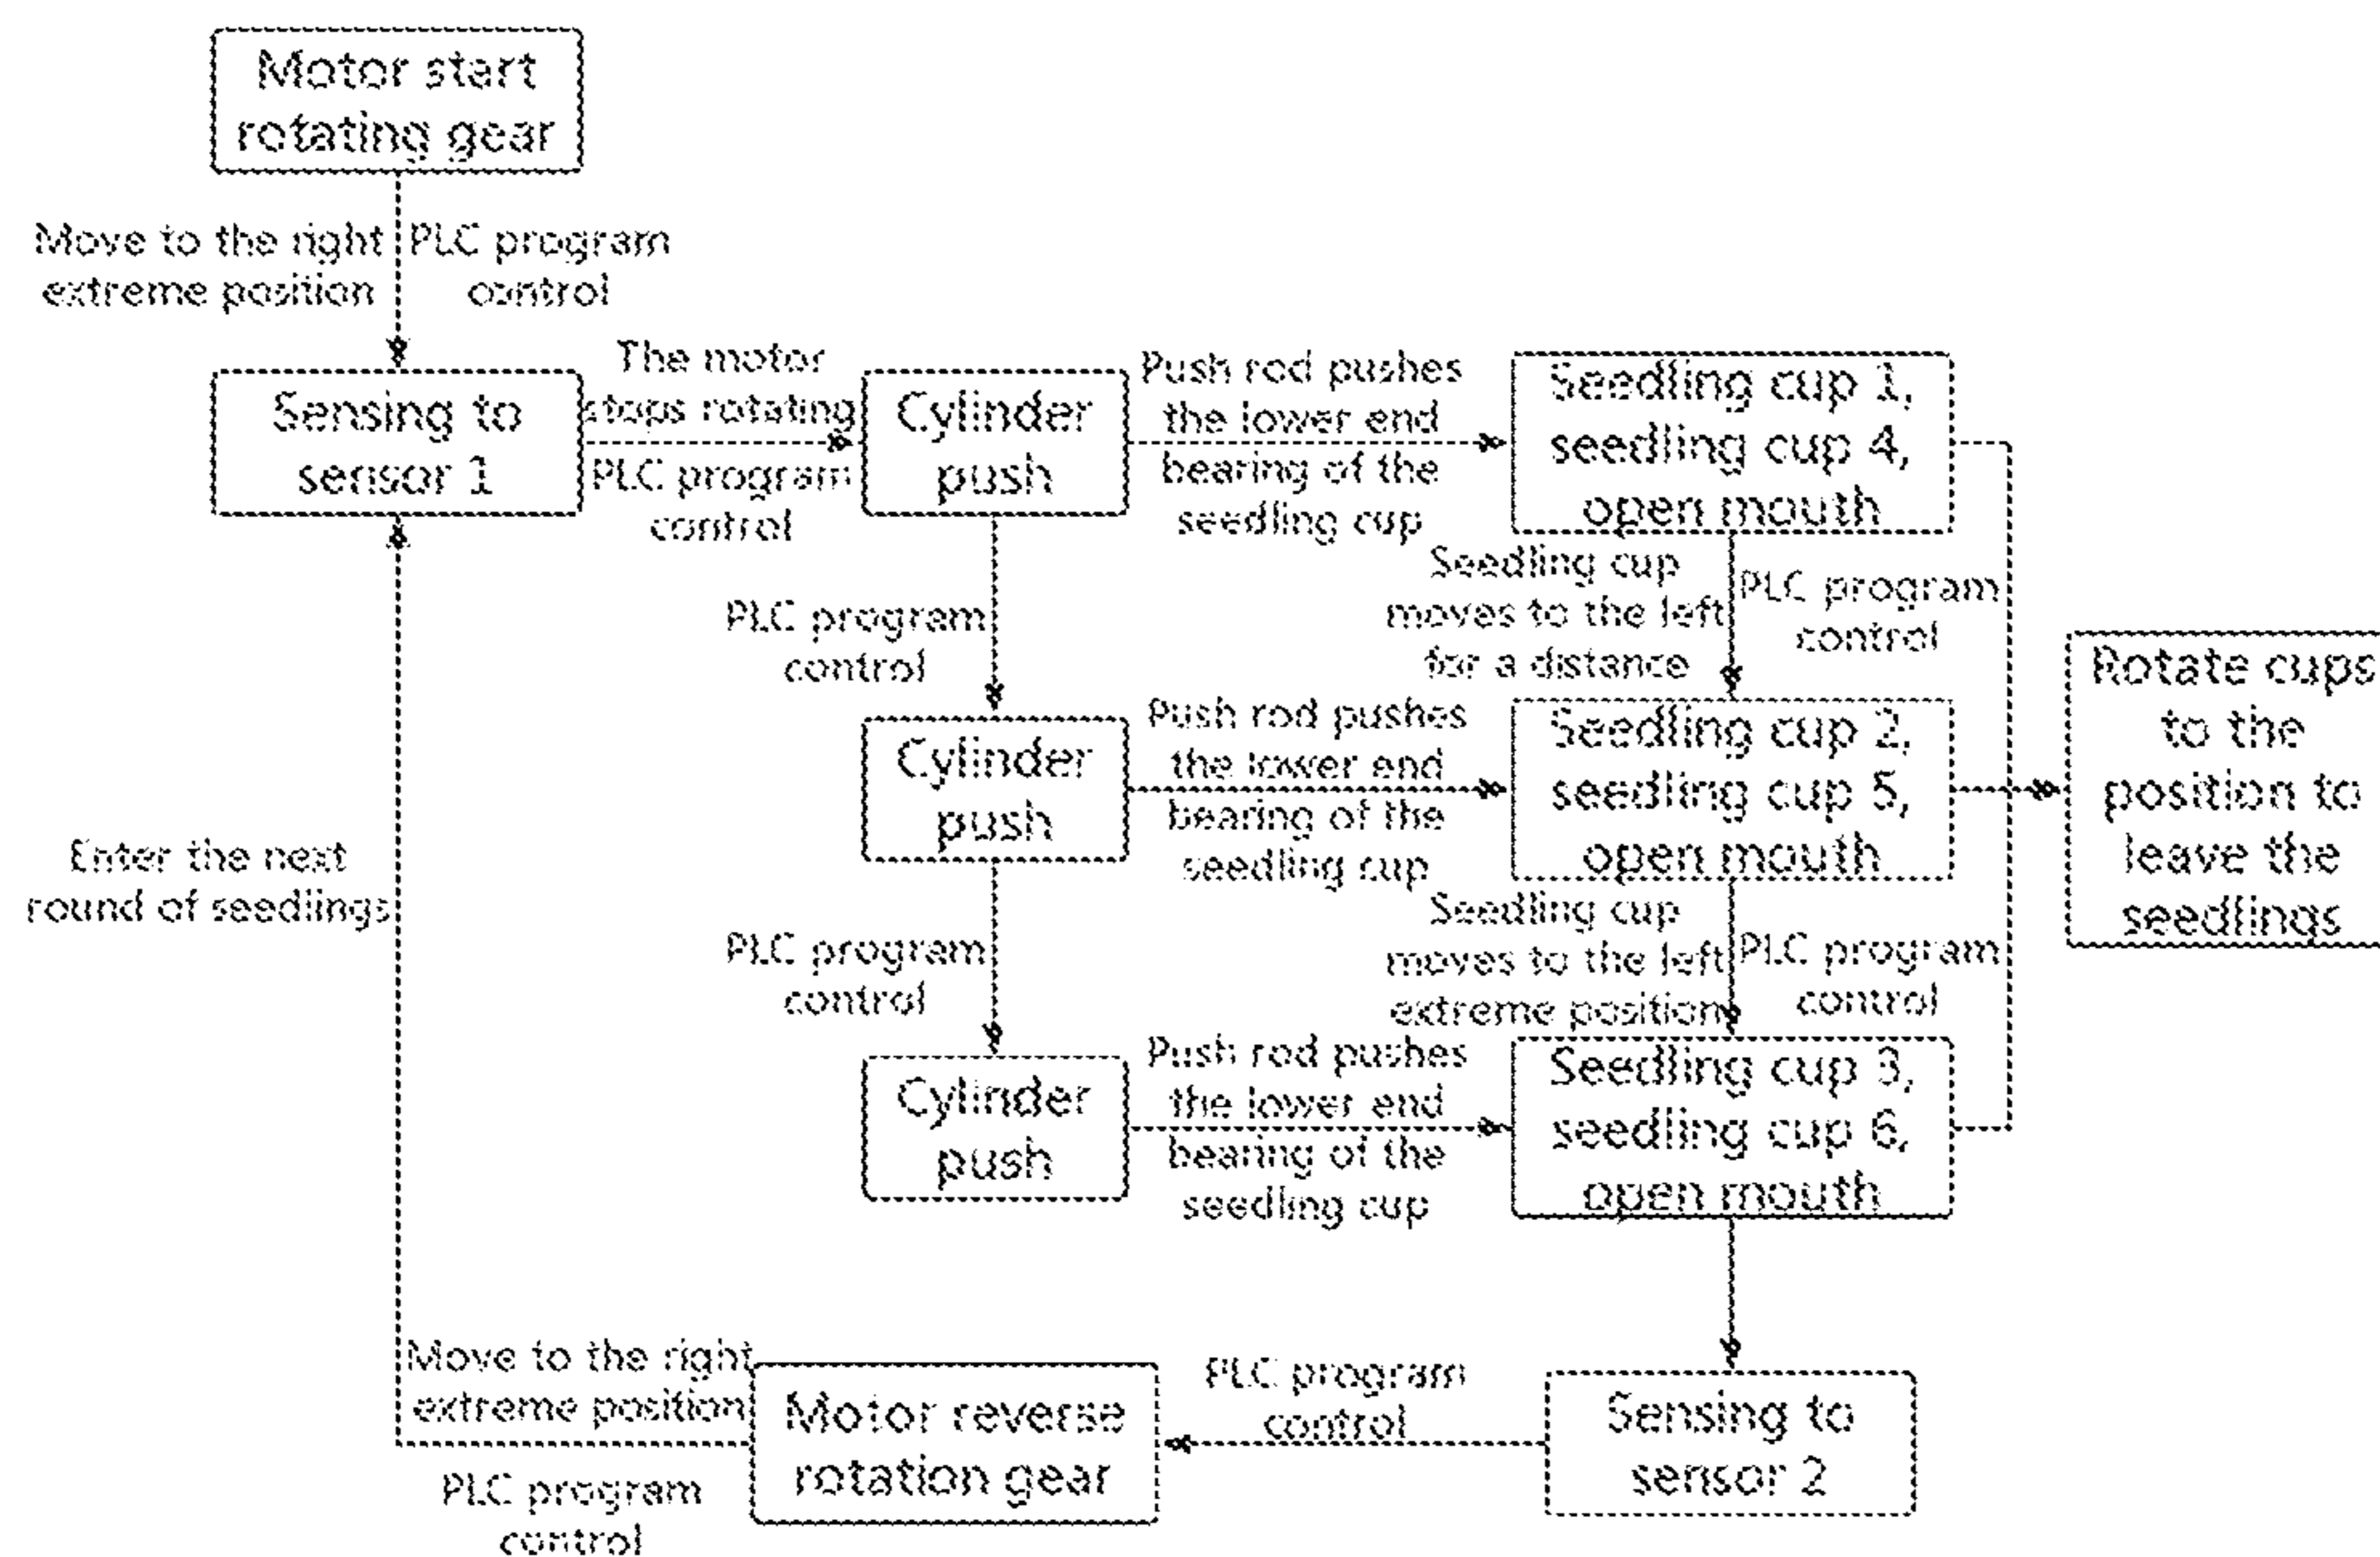 Motor start
rotating gear
Move to the right
extreme position
PLC program
control
Sensing to
sensor 1
The motor
stops rotating
PLC program
control
Cylinder
push
Push rod pushes
the lower end
bearing of the
seedling cup
Seedling cup 1,
seedling cup 4,
open mouth
PLC program
control
Seedling cup
moves to the left
for a distance
PLC program
control
Cylinder
push
Push rod pushes
the lower end
bearing of the
seedling cup
Seedling cup 2,
seedling cup 5,
open mouth
Rotate cups
to the
position to
leave the
seedlings
Enter the next
round of seedlings
PLC program
control
Seedling cup
moves to the left
extreme position
PLC program
control
Cylinder
push
Push rod pushes
the lower end
bearing of the
seedling cup
Seedling cup 3,
seedling cup 6,
open mouth
Move to the right
extreme position
PLC program
control
Motor reverse
rotation gear
PLC program
control
Sensing to
sensor 2